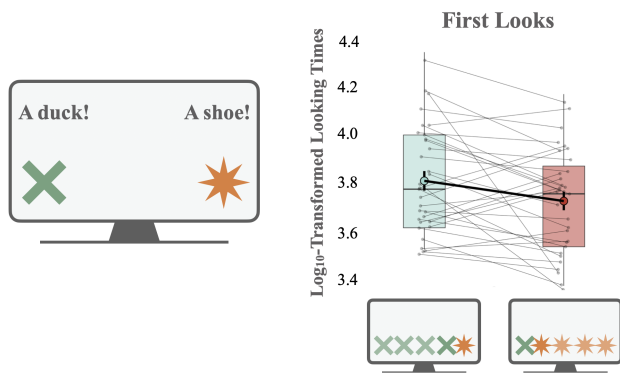 First Looks
A duck!
A shoe!
Log₁₀-Transformed Looking Times
4.4
4.2
4.0
3.8
3.6
3.4